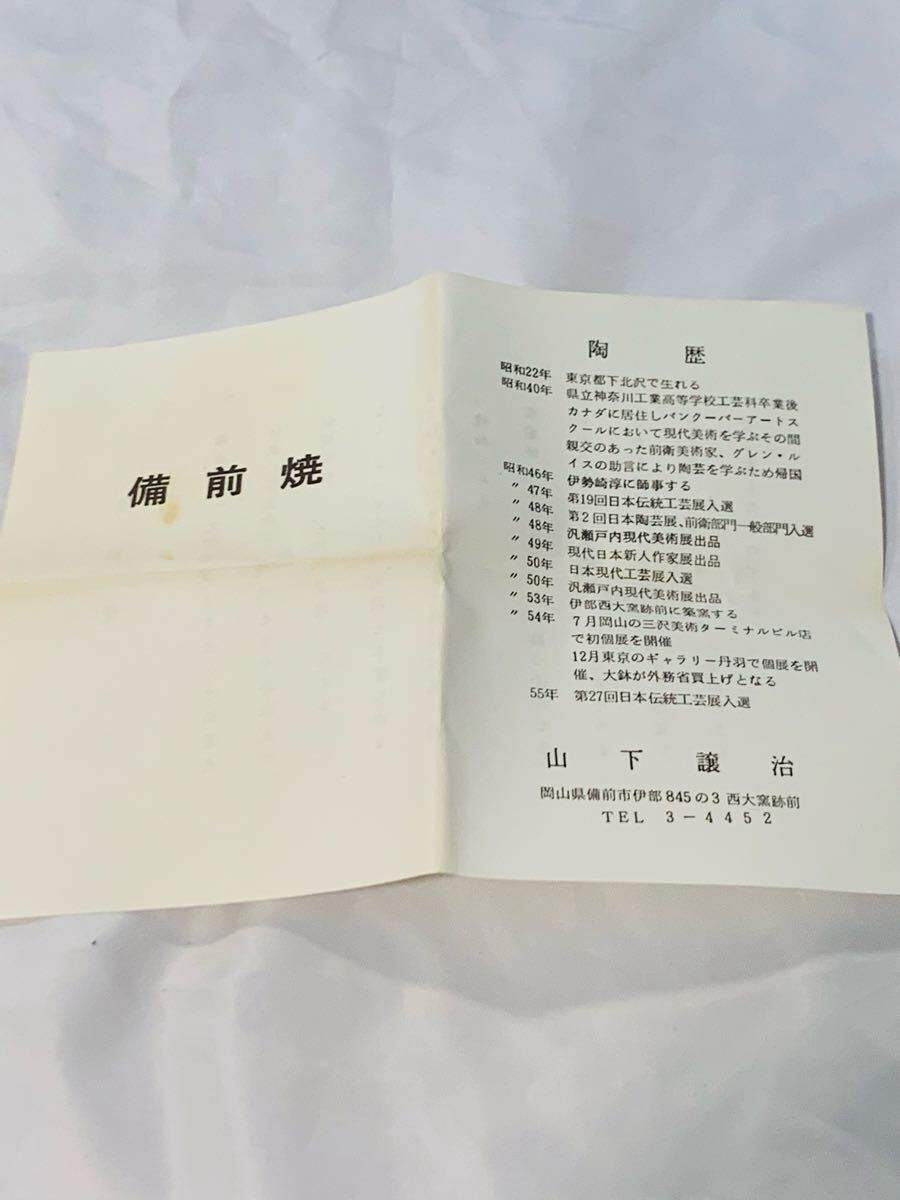 備前焼
陶歴
昭和22年 東京都下北沢で生れる
昭和40年 県立神奈川工業高等学校工芸科卒業後
カナダに居住しバンクーバーアートス
クールにおいて現代美術を学ぶその間
親交のあった前衛美術家、グレン・ル
イスの助言により陶芸を学ぶため帰国
昭和46年 伊勢崎淳に師事する
〃 47年 第19回日本伝統工芸展入選
〃 48年 第2回日本陶芸展、前衛部門一般部門入選
〃 48年 汎瀬戸内現代美術展出品
〃 49年 現代日本新人作家展出品
〃 50年 日本現代工芸展入選
〃 50年 汎瀬戸内現代美術展出品
〃 53年 伊部西大窯跡前に築窯する
〃 54年 7月岡山の三沢美術ターミナルビル店
で初個展を開催
12月東京のギャラリー丹羽で個展を開
催、大鉢が外務省買上げとなる
55年 第27回日本伝統工芸展入選
山下譲治
岡山県備前市伊部845の3 西大窯跡前
TEL 3-4452